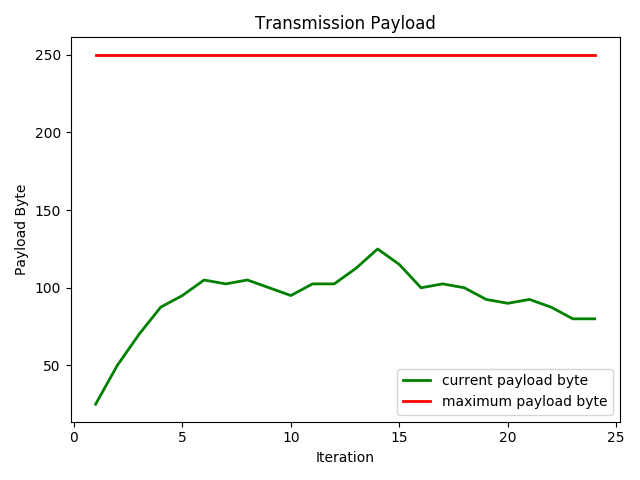 Transmission Payload
250
200
150
100
50
Payload Byte
current payload byte
maximum payload byte
0 5 10 15 20 25
Iteration